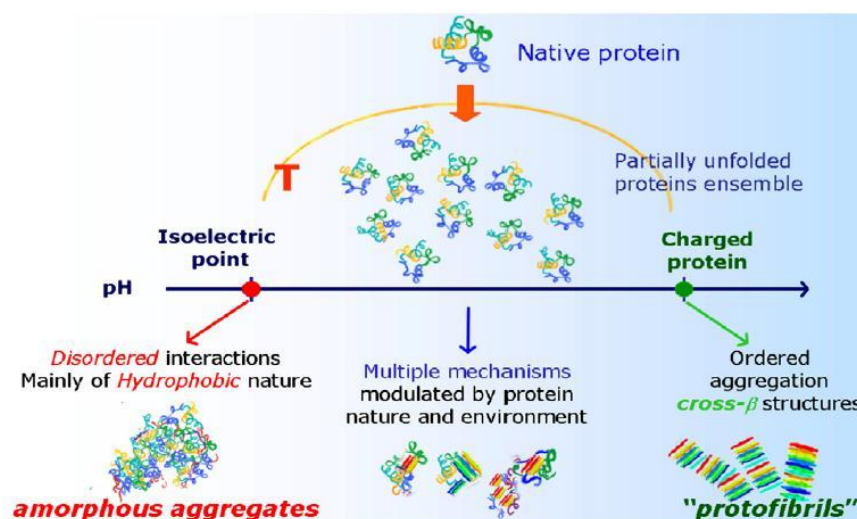 Native protein
T
Partially unfolded
proteins ensemble
Isoelectric
point
Charged
protein
pH
Disordered interactions
Mainly of Hydrophobic nature
Multiple mechanisms
modulated by protein
nature and environment
Ordered
aggregation
cross-β structures
amorphous aggregates
“protofibrils”